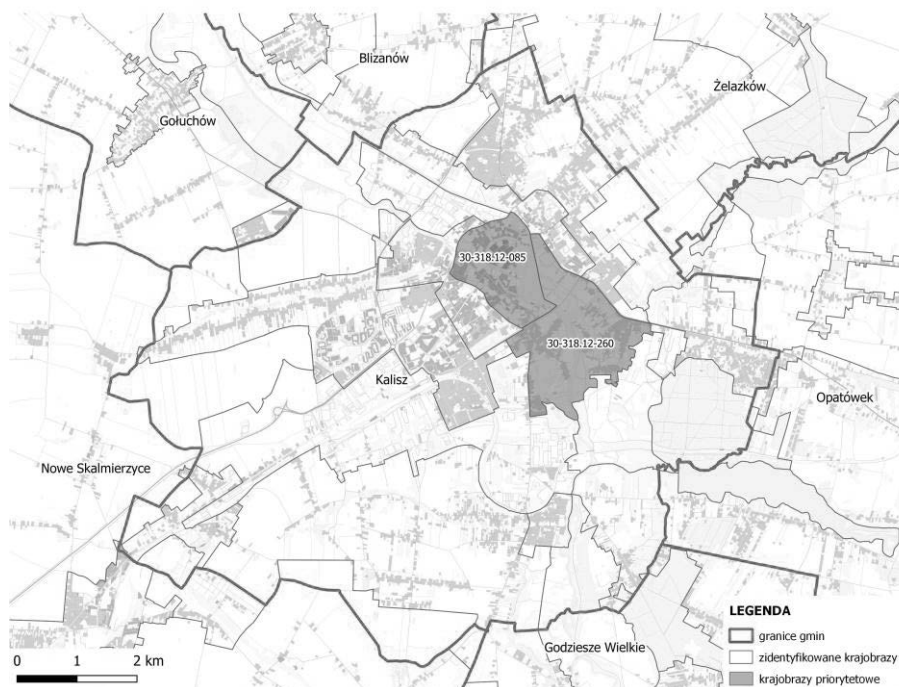 Blizanów
Żelazków
Gołuchów
30-318.12-085
30-318.12-260
Kalisz
Opatówek
Nowe Skalmierzyce
Godziesze Wielkie
LEGENDA
granice gmin
zidentyfikowane krajobrazy
krajobrazy priorytetowe
0 1 2 km